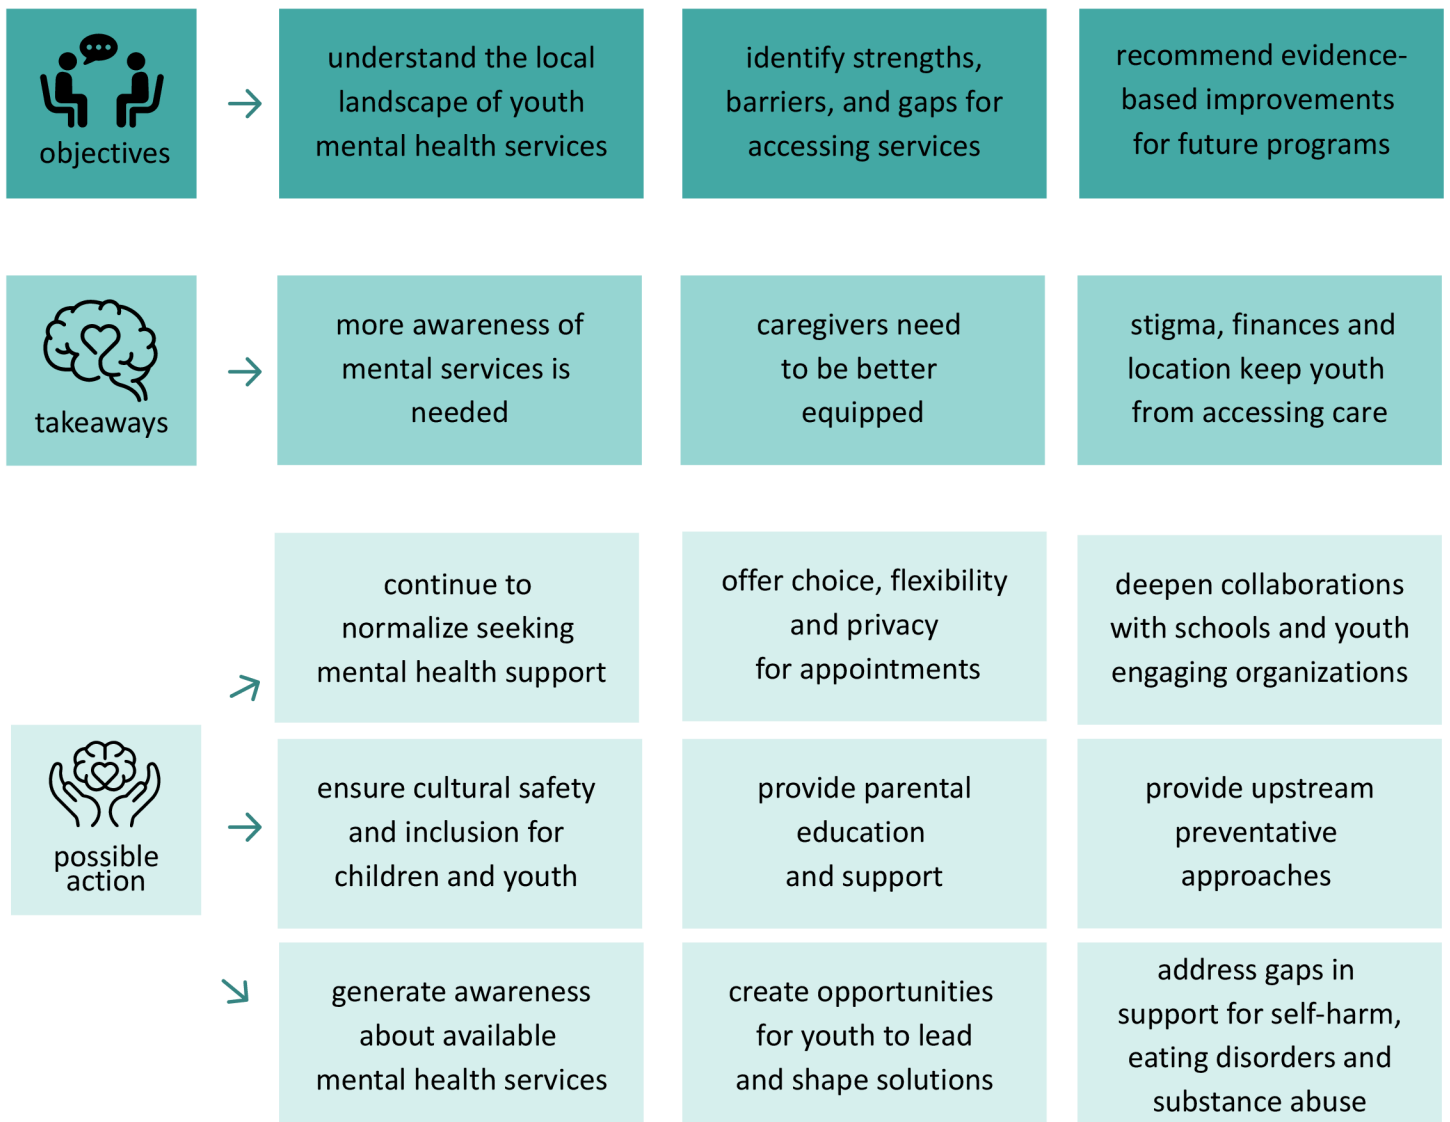 objectives
understand the local
landscape of youth
mental health services
identify strengths,
barriers, and gaps for
accessing services
recommend evidence-
based improvements
for future programs
takeaways
more awareness of
mental services is
needed
caregivers need
to be better
equipped
stigma, finances and
location keep youth
from accessing care
possible
action
continue to
normalize seeking
mental health support
offer choice, flexibility
and privacy
for appointments
deepen collaborations
with schools and youth
engaging organizations
ensure cultural safety
and inclusion for
children and youth
provide parental
education
and support
provide upstream
preventative
approaches
generate awareness
about available
mental health services
create opportunities
for youth to lead
and shape solutions
address gaps in
support for self-harm,
eating disorders and
substance abuse